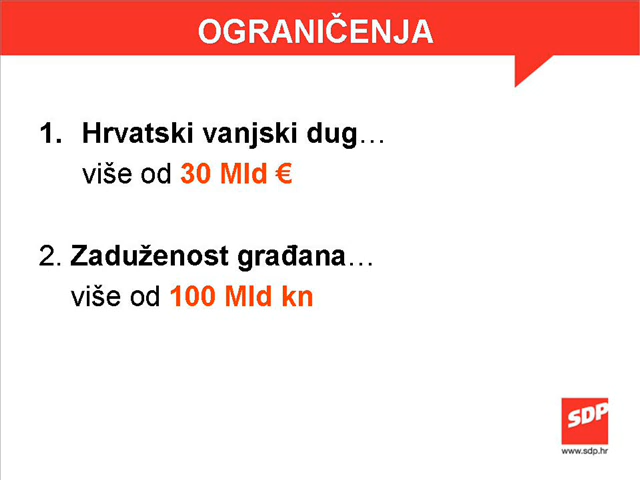 OGRANIČENJA
1. Hrvatski vanjski dug…
više od 30 Mld €
2. Zaduženost građana…
više od 100 Mld kn
SDP
www.sdp.hr